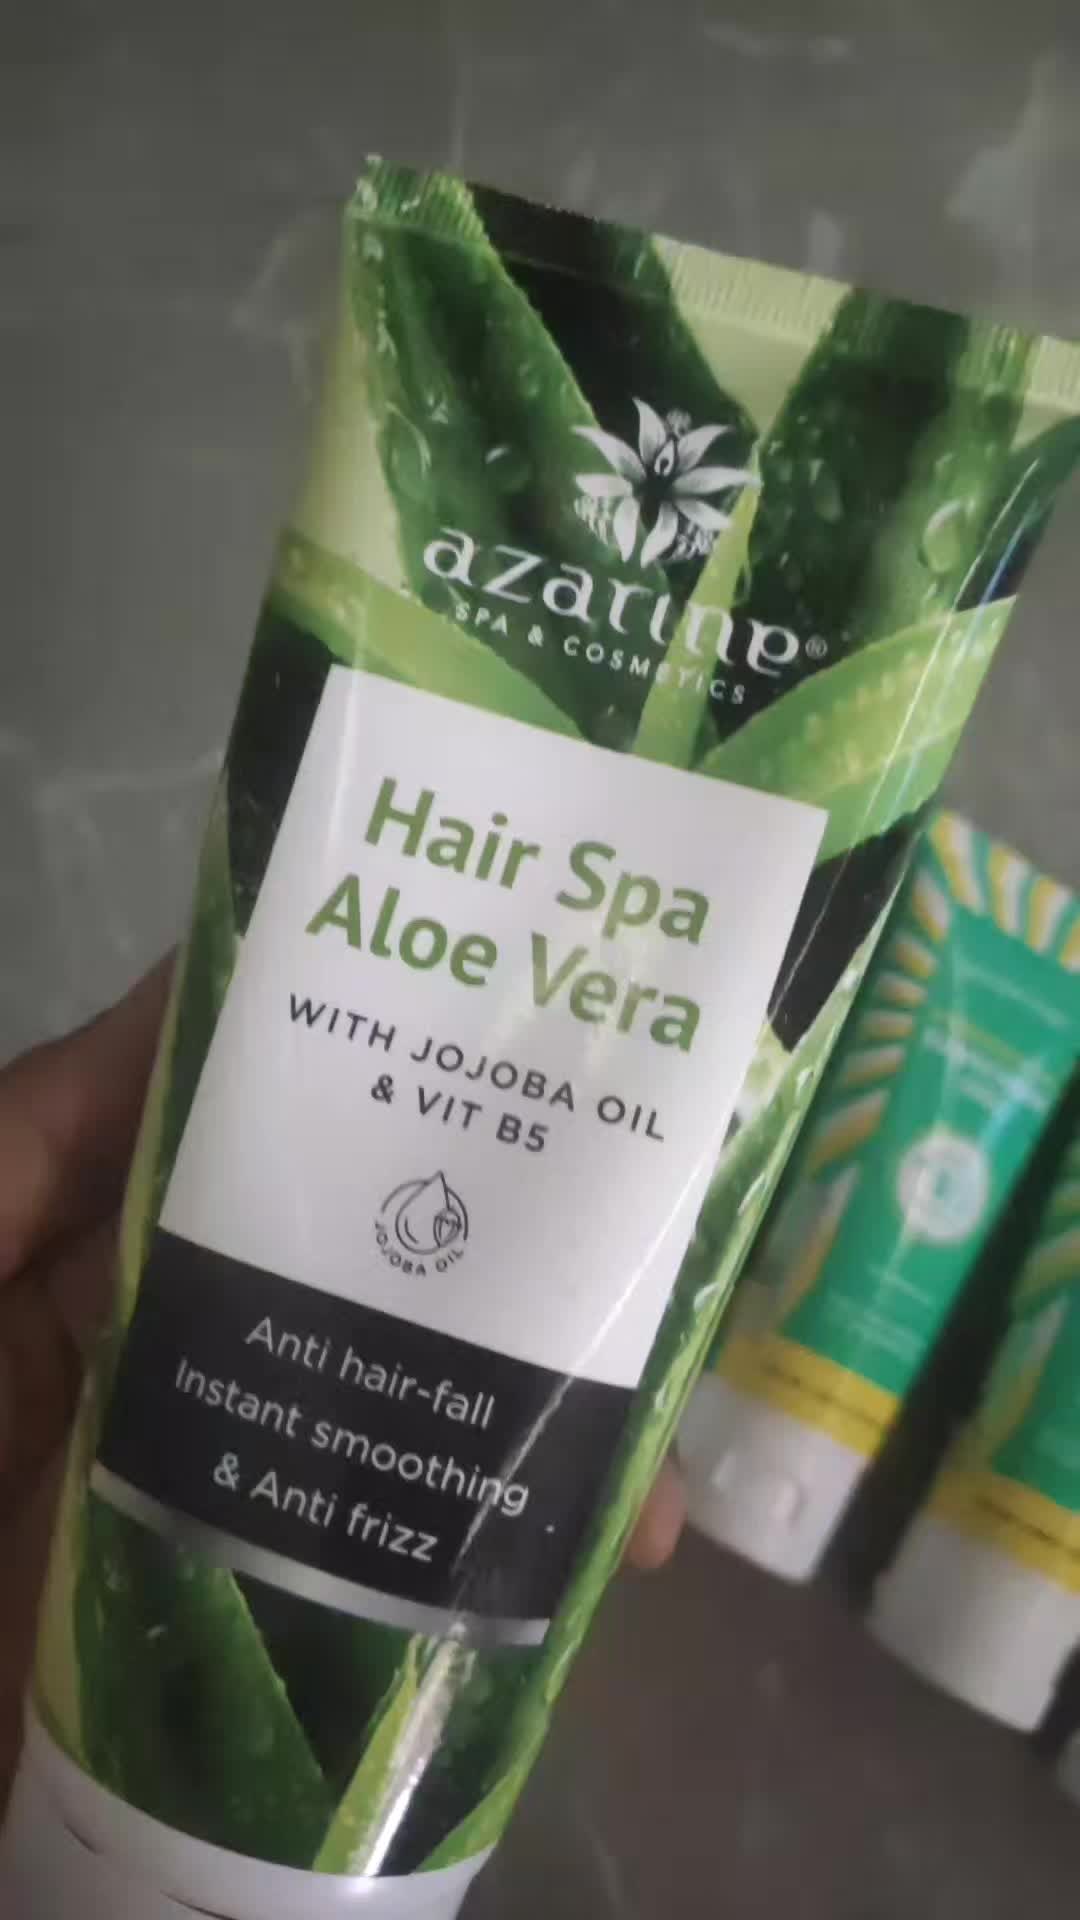 azarine®
SPA & COSMETICS
Hair Spa
Aloe Vera
WITH JOJOBA OIL
& VIT B5
JOJOBA OIL
Anti hair-fall
Instant smoothing
& Anti frizz